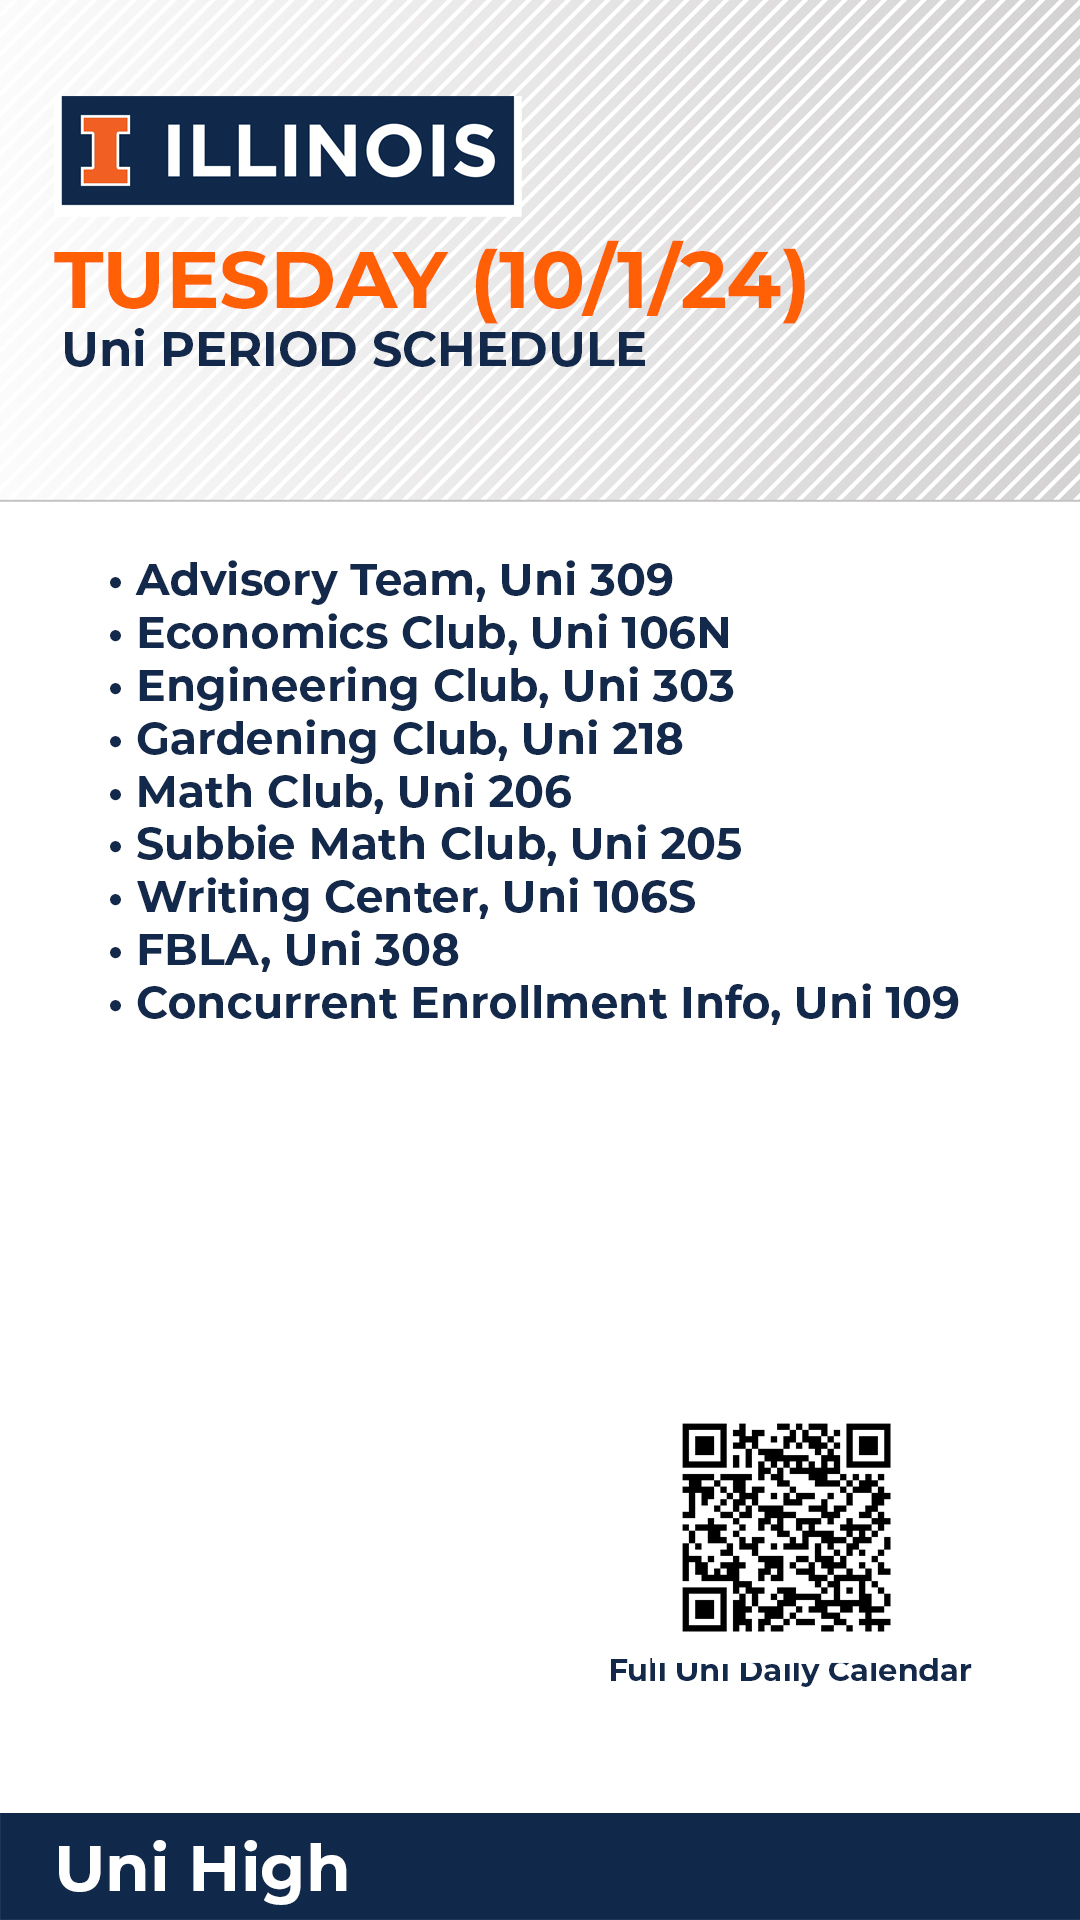 I ILLINOIS
TUESDAY (10/1/24)
Uni PERIOD SCHEDULE
• Advisory Team, Uni 309
• Economics Club, Uni 106N
• Engineering Club, Uni 303
• Gardening Club, Uni 218
• Math Club, Uni 206
• Subbie Math Club, Uni 205
• Writing Center, Uni 106S
• FBLA, Uni 308
• Concurrent Enrollment Info, Uni 109
Full Uni Daily Calendar
Uni High